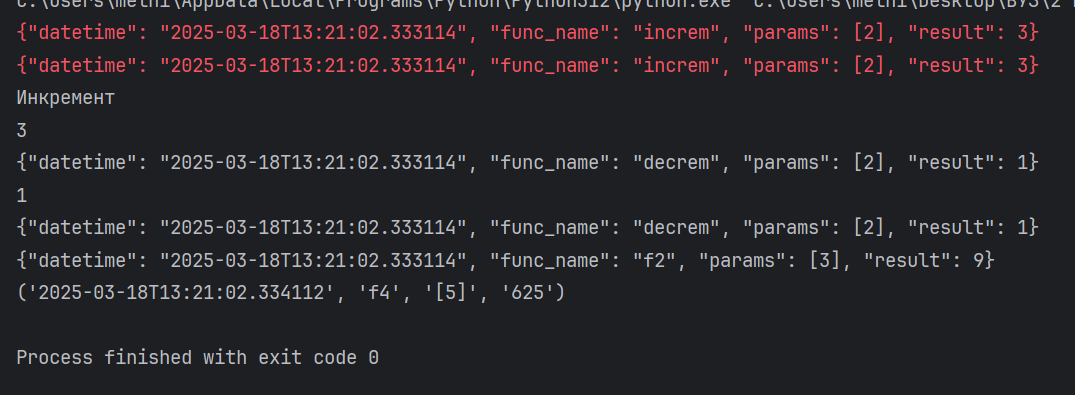 c:\Users\melni\AppData\Local\Programs\Python\Python312\python.exe "C:\Users\melni\Desktop\ВУЗ\2
{"datetime": "2025-03-18T13:21:02.333114", "func_name": "increm", "params": [2], "result": 3}
{"datetime": "2025-03-18T13:21:02.333114", "func_name": "increm", "params": [2], "result": 3}
Инкремент
3
{"datetime": "2025-03-18T13:21:02.333114", "func_name": "decrem", "params": [2], "result": 1}
1
{"datetime": "2025-03-18T13:21:02.333114", "func_name": "decrem", "params": [2], "result": 1}
{"datetime": "2025-03-18T13:21:02.333114", "func_name": "f2", "params": [3], "result": 9}
('2025-03-18T13:21:02.334112', 'f4', '[5]', '625')
Process finished with exit code 0